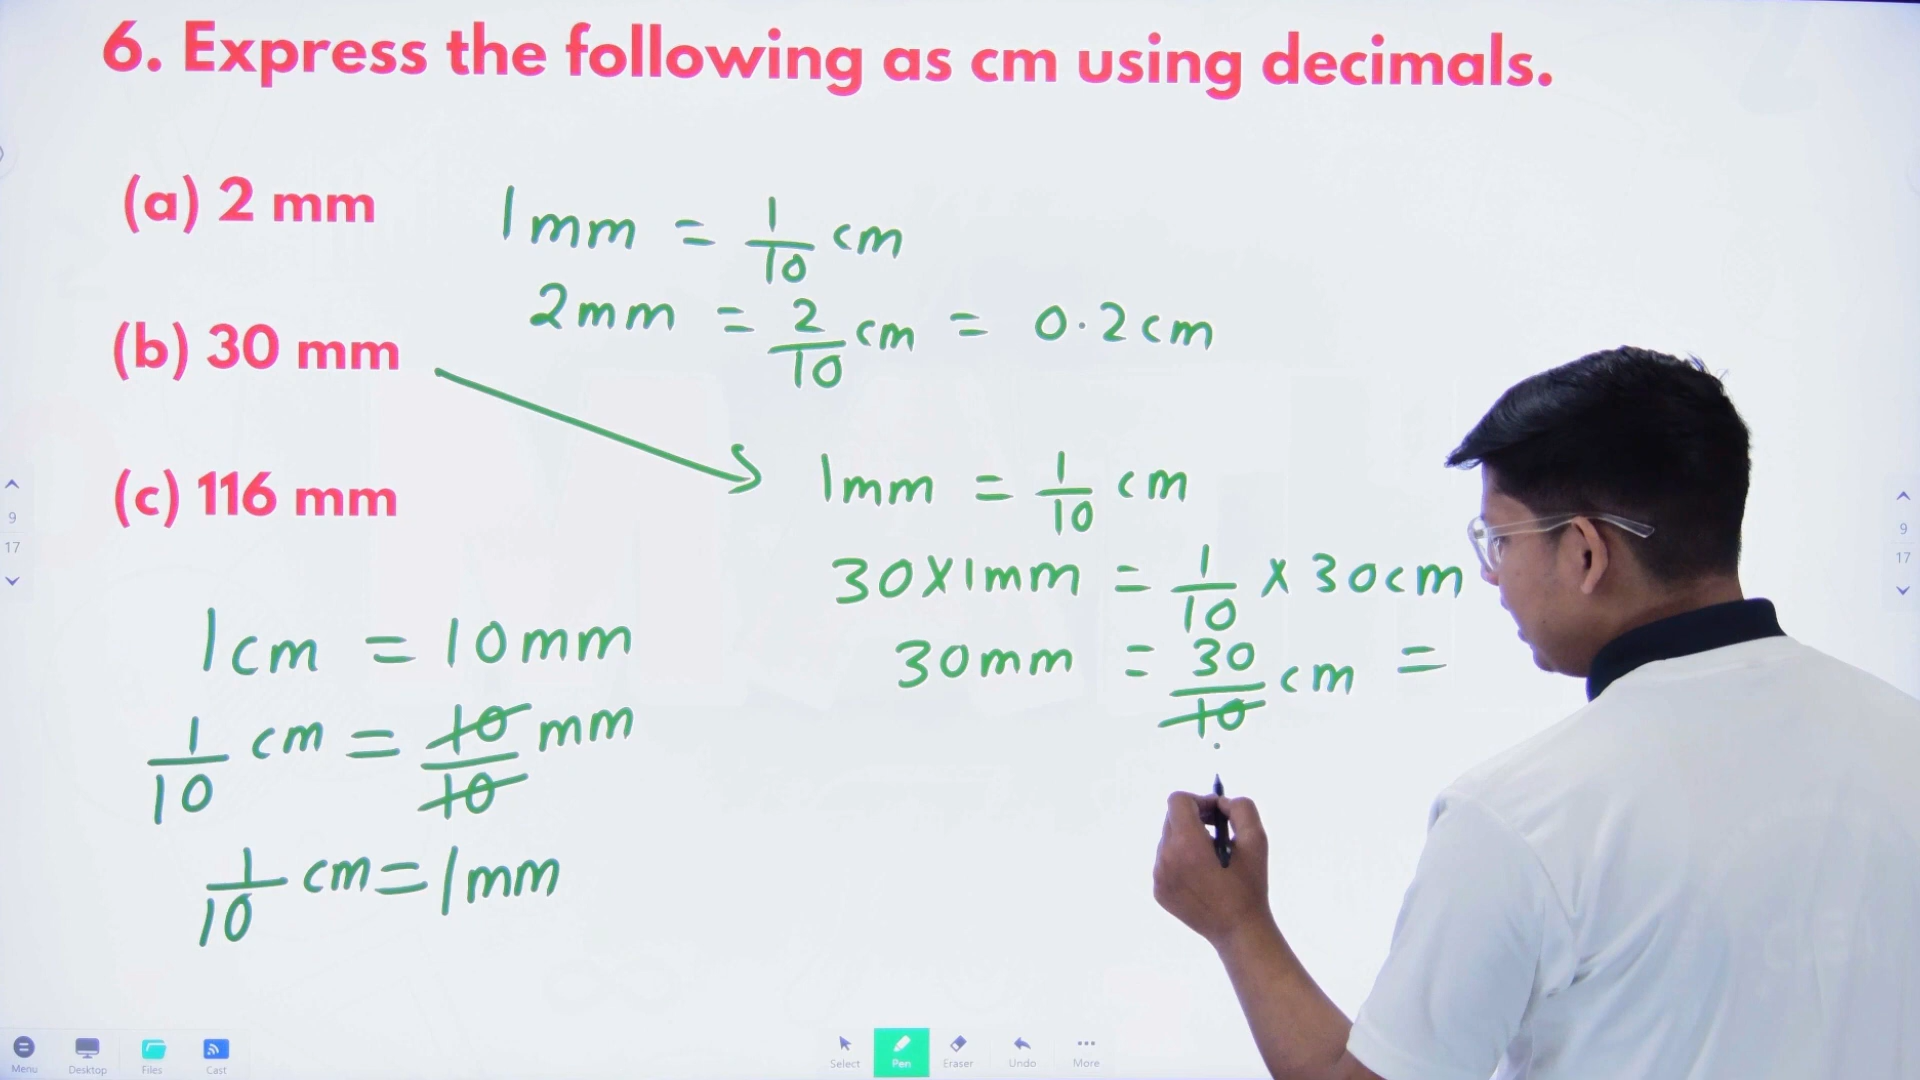 6. Express the following as cm using decimals.
(a) 2 mm
1mm = 1/10 cm
2mm = 2/10 cm = 0.2cm
(b) 30 mm
(c) 116 mm
1mm = 1/10 cm
30X1mm = 1/10 X 30cm
30mm = 30/10 cm =
1cm = 10mm
1/10 cm = 10/10 mm
1/10 cm = 1mm
9
17
9
17
Menu
Desktop
Files
Cast
Select
Pen
Eraser
Undo
More